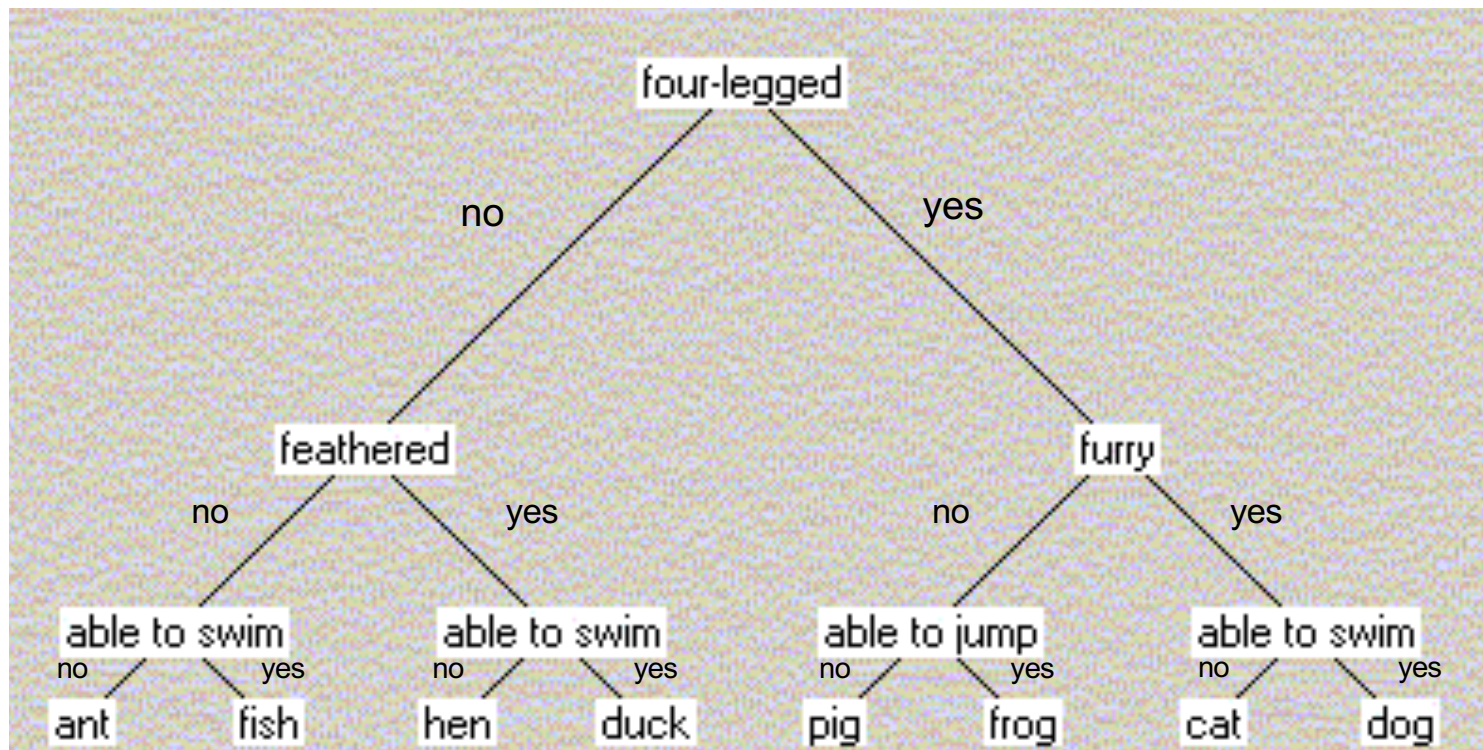 four-legged
no yes
feathered furry
no yes no yes
able to swim able to swim able to jump able to swim
no yes no yes no yes no yes
ant fish hen duck pig frog cat dog